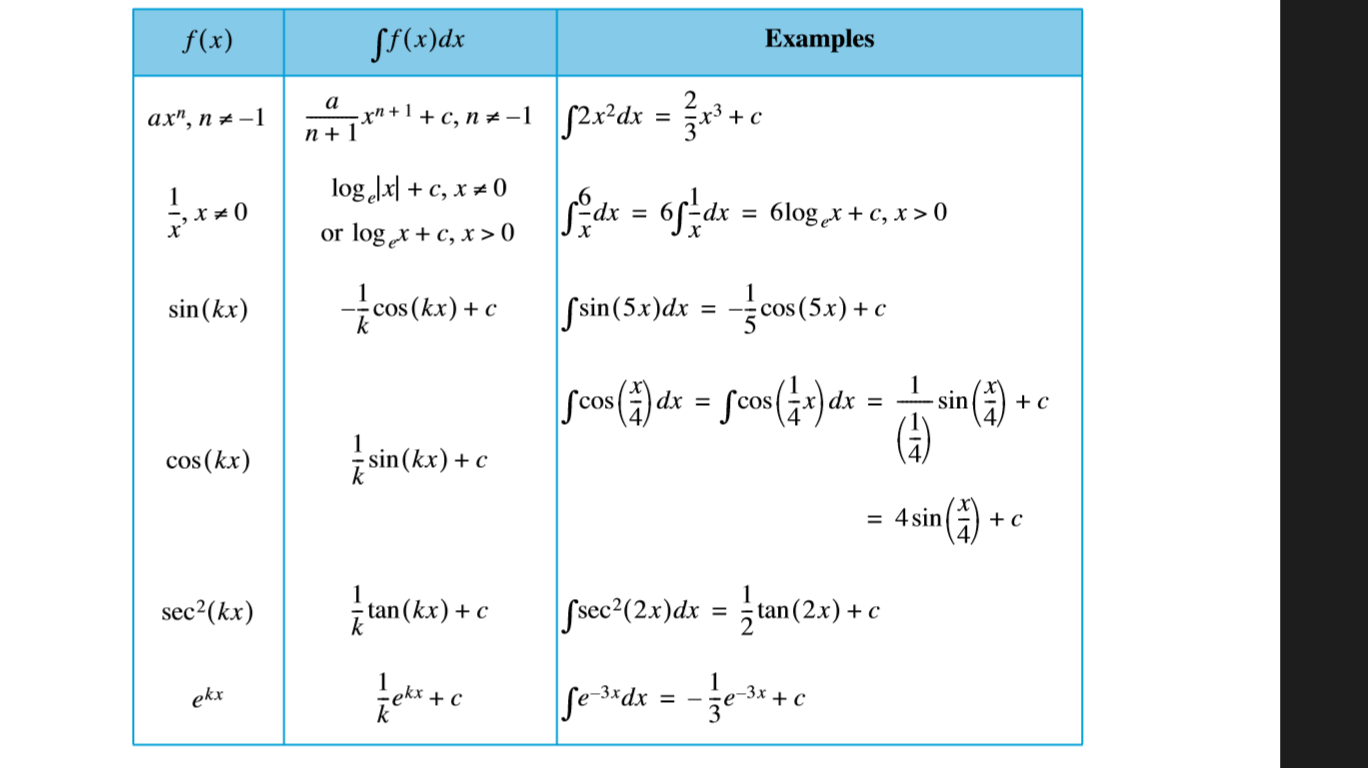 f(x) ∫f(x)dx Examples
axⁿ, n ≠ –1 a/(n + 1) xⁿ⁺¹ + c, n ≠ –1 ∫2x²dx = 2/3 x³ + c
1/x, x ≠ 0 logₑ|x| + c, x ≠ 0
or logₑx + c, x > 0 ∫6/x dx = 6∫1/x dx = 6logₑx + c, x > 0
sin(kx) –1/k cos(kx) + c ∫sin(5x)dx = –1/5 cos(5x) + c
cos(kx) 1/k sin(kx) + c ∫cos(x/4)dx = ∫cos(1/4 x)dx = 1/(1/4) sin(x/4) + c
= 4sin(x/4) + c
sec²(kx) 1/k tan(kx) + c ∫sec²(2x)dx = 1/2 tan(2x) + c
eᵏˣ 1/k eᵏˣ + c ∫e⁻³ˣdx = –1/3 e⁻³ˣ + c